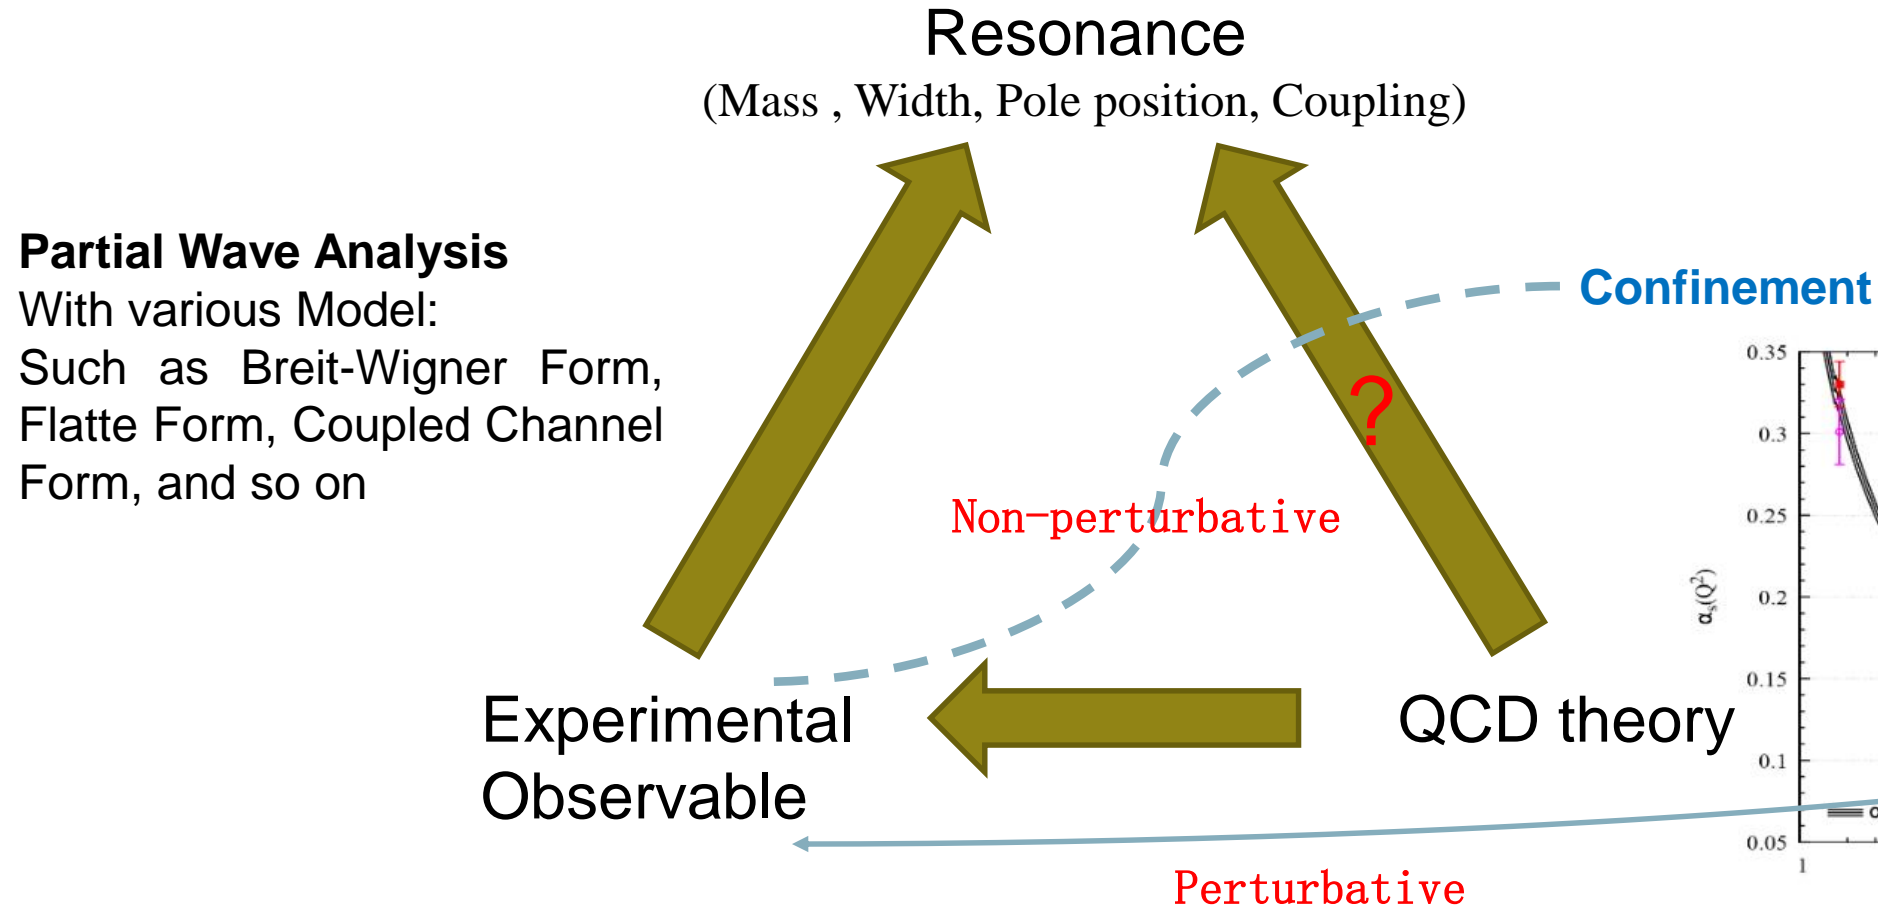 Resonance
(Mass , Width, Pole position, Coupling)
Partial Wave Analysis
With various Model:
Such as Breit-Wigner Form,
Flatte Form, Coupled Channel
Form, and so on
Confinement
?
Non-perturbative
Experimental
Observable
QCD theory
Perturbative
0.35
0.3
0.25
0.2
0.15
0.1
0.05
αs(Q²)
1